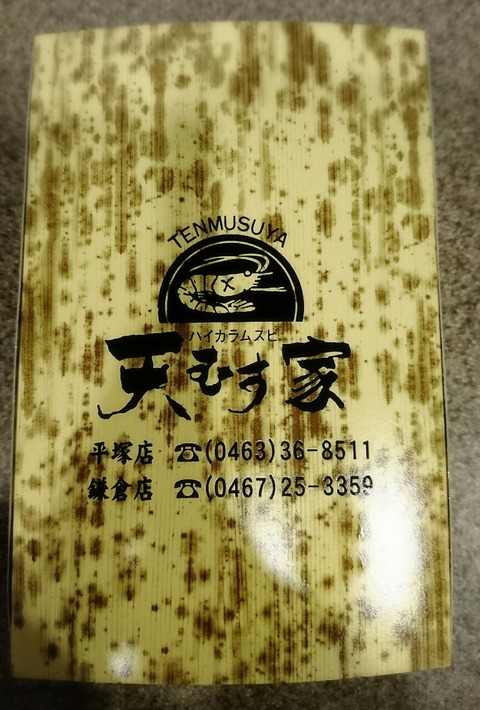 TENMUSUYA
ハイカラムスビ
天むす家
平塚店 ☎(0463)36-8511
鎌倉店 ☎(0467)25-3359